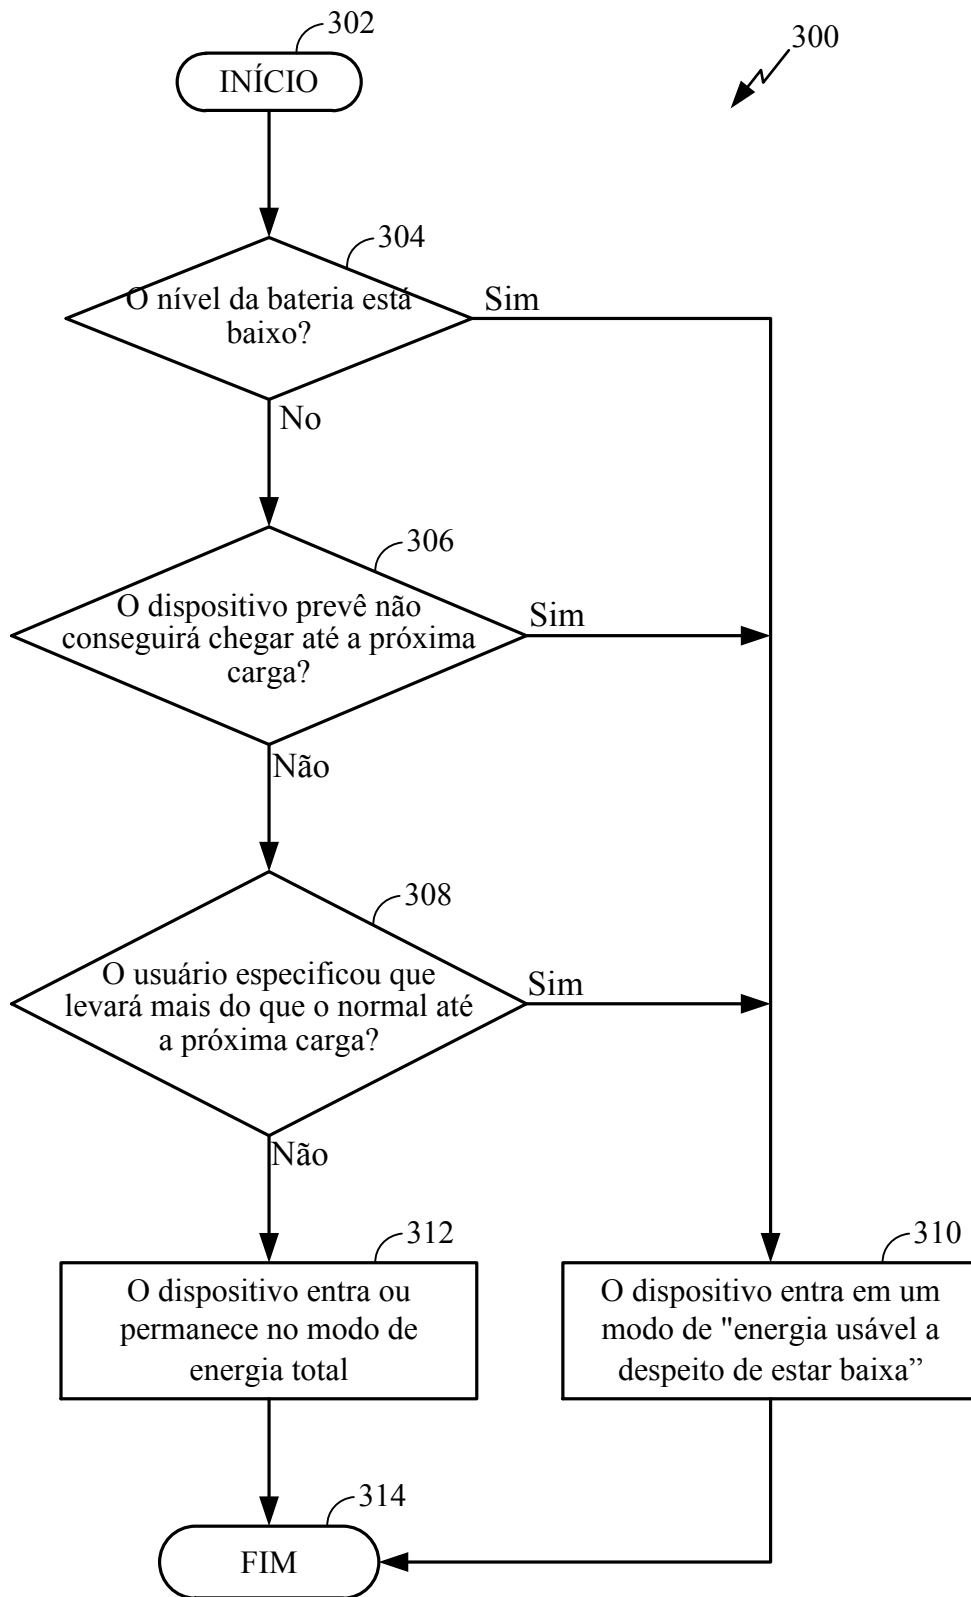 302
INÍCIO
300
304
O nível da bateria está
baixo?
Sim
No
306
O dispositivo prevê não
conseguirá chegar até a próxima
carga?
Sim
Não
308
O usuário especificou que
levará mais do que o normal até
a próxima carga?
Sim
Não
312
O dispositivo entra ou
permanece no modo de
energia total
310
O dispositivo entra em um
modo de "energia usável a
despeito de estar baixa”
314
FIM